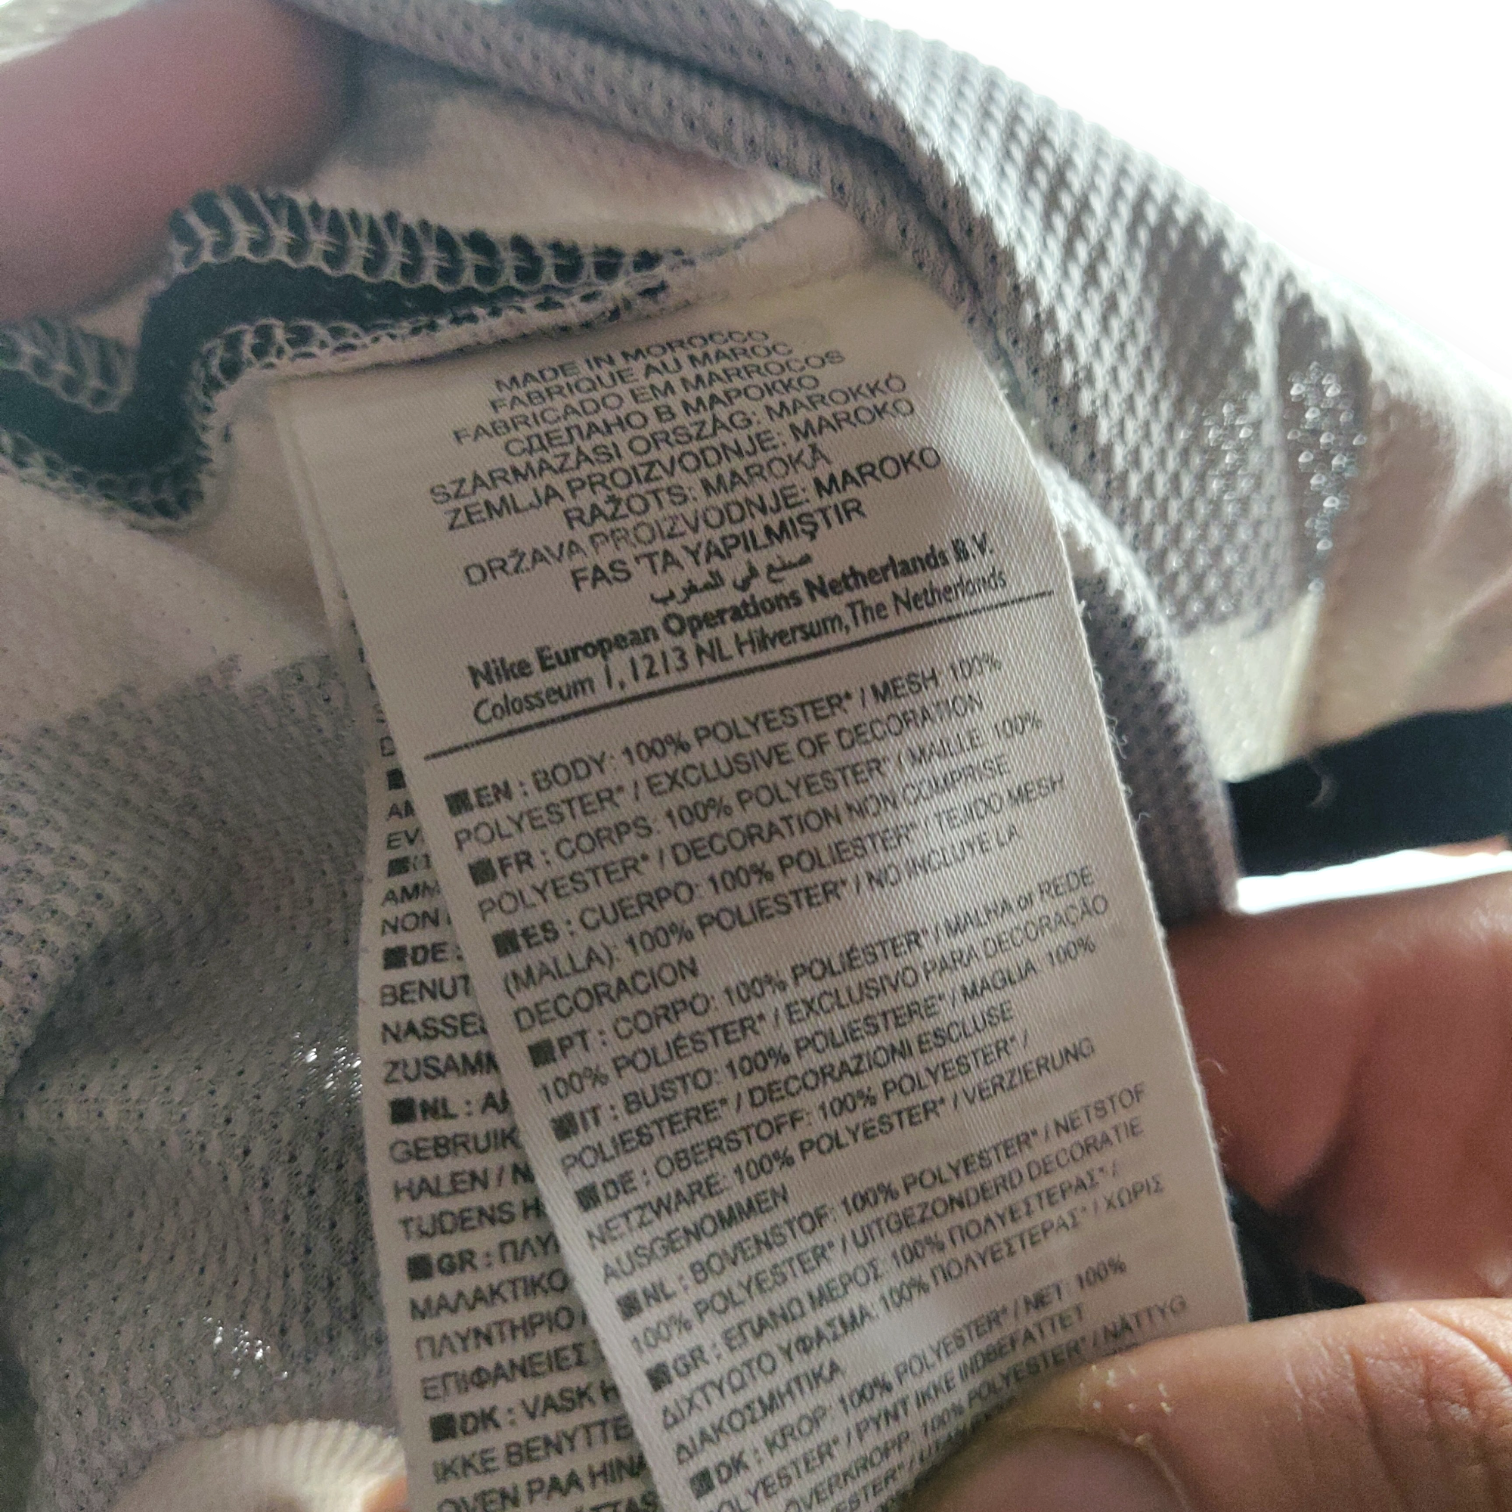 MADE IN MOROCCO
FABRIQUE AU MAROC
FABRICADO EM MARROCOS
СДЕЛАНО В МАРОККО
SZÁRMAZÁSI ORSZÁG: MAROKKÓ
ZEMLJA PROIZVODNJE: MAROKO
RAŽOTS: MAROKĀ
DRŽAVA PROIZVODNJE: MAROKO
FAS 'TA YAPILMIŞTIR
صنع في المغرب
Nike European Operations Netherlands B.V.
Colosseum 1, 1213 NL Hilversum, The Netherlands
EN : BODY: 100% POLYESTER* / MESH: 100%
POLYESTER* / EXCLUSIVE OF DECORATION
FR : CORPS: 100% POLYESTER* / MAILLE: 100%
POLYESTER* / DECORATION NON COMPRISE
ES : CUERPO: 100% POLIESTER* / TEJIDO MESH
(MALLA): 100% POLIESTER* / NO INCLUYE LA
DECORACION
PT : CORPO: 100% POLIÉSTER* / MALHA or REDE
100% POLIÉSTER* / EXCLUSIVO PARA DECORAÇÃO
IT : BUSTO: 100% POLIESTERE* / MAGLIA: 100%
POLIESTERE* / DECORAZIONI ESCLUSE
DE : OBERSTOFF: 100% POLYESTER* /
NETZWARE: 100% POLYESTER* / VERZIERUNG
AUSGENOMMEN
NL : BOVENSTOF: 100% POLYESTER* / NETSTOF
100% POLYESTER* / UITGEZONDERD DECORATIE
GR : ΕΠΑΝΩ ΜΕΡΟΣ: 100% ΠΟΛΥΕΣΤΕΡΑΣ* /
ΔΙΧΤΥΩΤΟ ΥΦΑΣΜΑ: 100% ΠΟΛΥΕΣΤΕΡΑΣ* / ΧΩΡΙΣ
ΔΙΑΚΟΣΜΗΤΙΚΑ
DK : KROP: 100% POLYESTER* / NET: 100%
POLYESTER* / PYNT IKKE INDBEFATTET
OVERKROPP: 100% POLYESTER* / NÄTTYG
DE :
BENUT
NASSE
ZUSAMM
NL :
GEBRUIK
HALEN / N
TIJDENS H
GR : ΠΛΥ
ΜΑΛΑΚΤΙΚΟ
ΠΛΥΝΤΗΡΙΟ
ΕΠΙΦΑΝΕΙΕΣ
DK : VASK
IKKE BENYTTE
OVEN PAA HIN